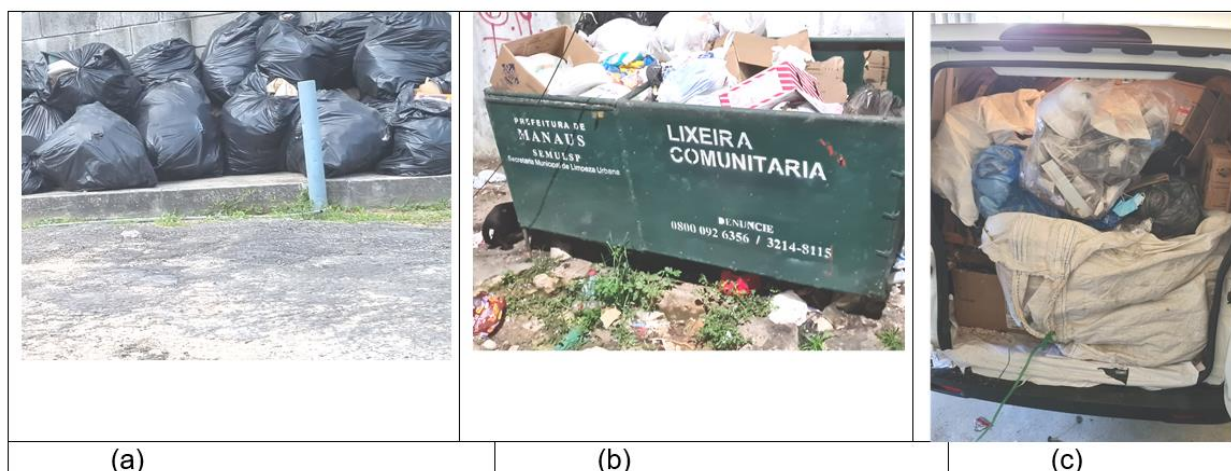 PREFEITURA DE
MANAUS
SEMULSP
Secretaria Municipal de Limpeza Urbana
LIXEIRA
COMUNITARIA
DENUNCIE
0800 092 6356 / 3214-8115
(a)
(b)
(c)